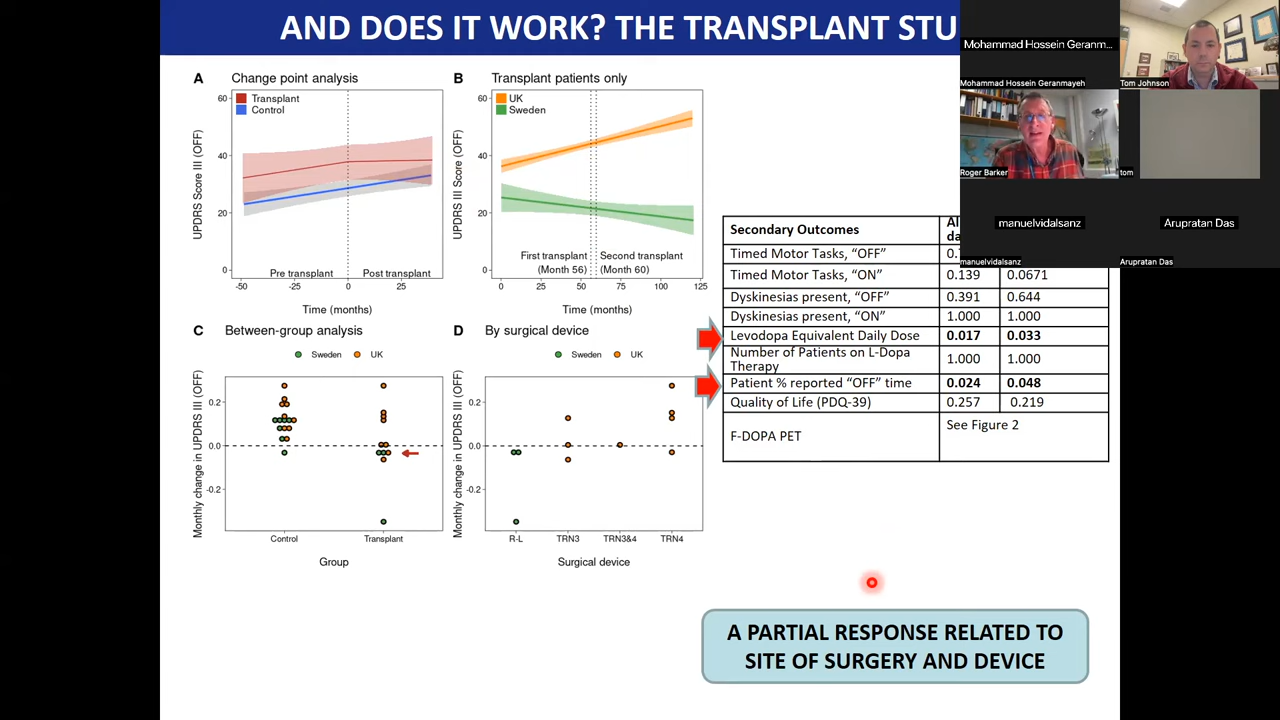 AND DOES IT WORK? THE TRANSPLANT STU
Mohammad Hossein Geranm...
Mohammad Hossein Geranmayeh
Tom Johnson
Roger Barker
tom
manuelvidalsanz
manuelvidalsanz
Arupratan Das
Arupratan Das
A Change point analysis
Transplant
Control
UPDRS Score III (OFF)
60
40
20
0
Pre transplant
Post transplant
-50
-25
0
25
Time (months)
B Transplant patients only
UK
Sweden
UPDRS III Score (OFF)
60
40
20
0
First transplant
(Month 56)
Second transplant
(Month 60)
0
25
50
75
100
125
Time (months)
C Between-group analysis
Sweden UK
Monthly change in UPDRS III (OFF)
0.2
0.0
-0.2
Control
Transplant
Group
D By surgical device
Sweden UK
Monthly change in UPDRS III (OFF)
0.2
0.0
-0.2
R-L
TRN3
TRN3&4
TRN4
Surgical device
Secondary Outcomes
Timed Motor Tasks, “OFF”
Timed Motor Tasks, “ON” 0.139 0.0671
Dyskinesias present, “OFF” 0.391 0.644
Dyskinesias present, “ON” 1.000 1.000
Levodopa Equivalent Daily Dose 0.017 0.033
Number of Patients on L-Dopa
Therapy 1.000 1.000
Patient % reported “OFF” time 0.024 0.048
Quality of Life (PDQ-39) 0.257 0.219
F-DOPA PET See Figure 2
A PARTIAL RESPONSE RELATED TO
SITE OF SURGERY AND DEVICE